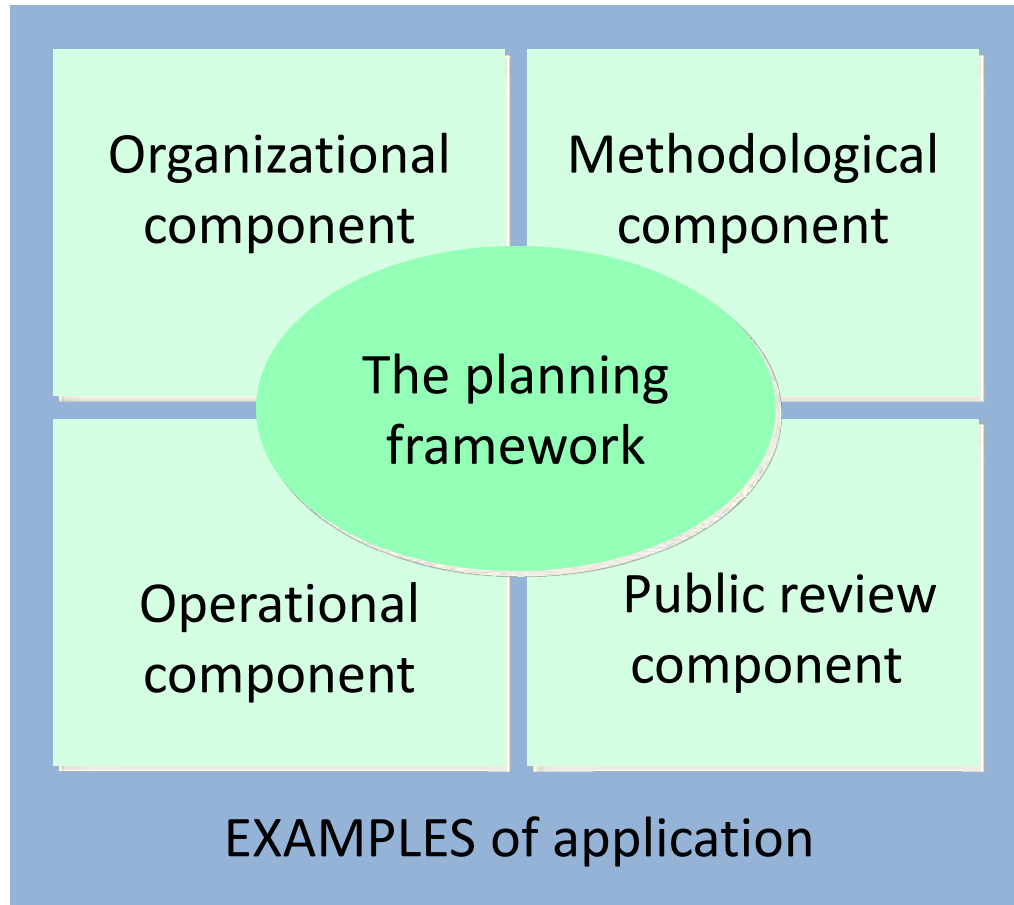 Organizational
component
Methodological
component
The planning
framework
Operational
component
Public review
component
EXAMPLES of application